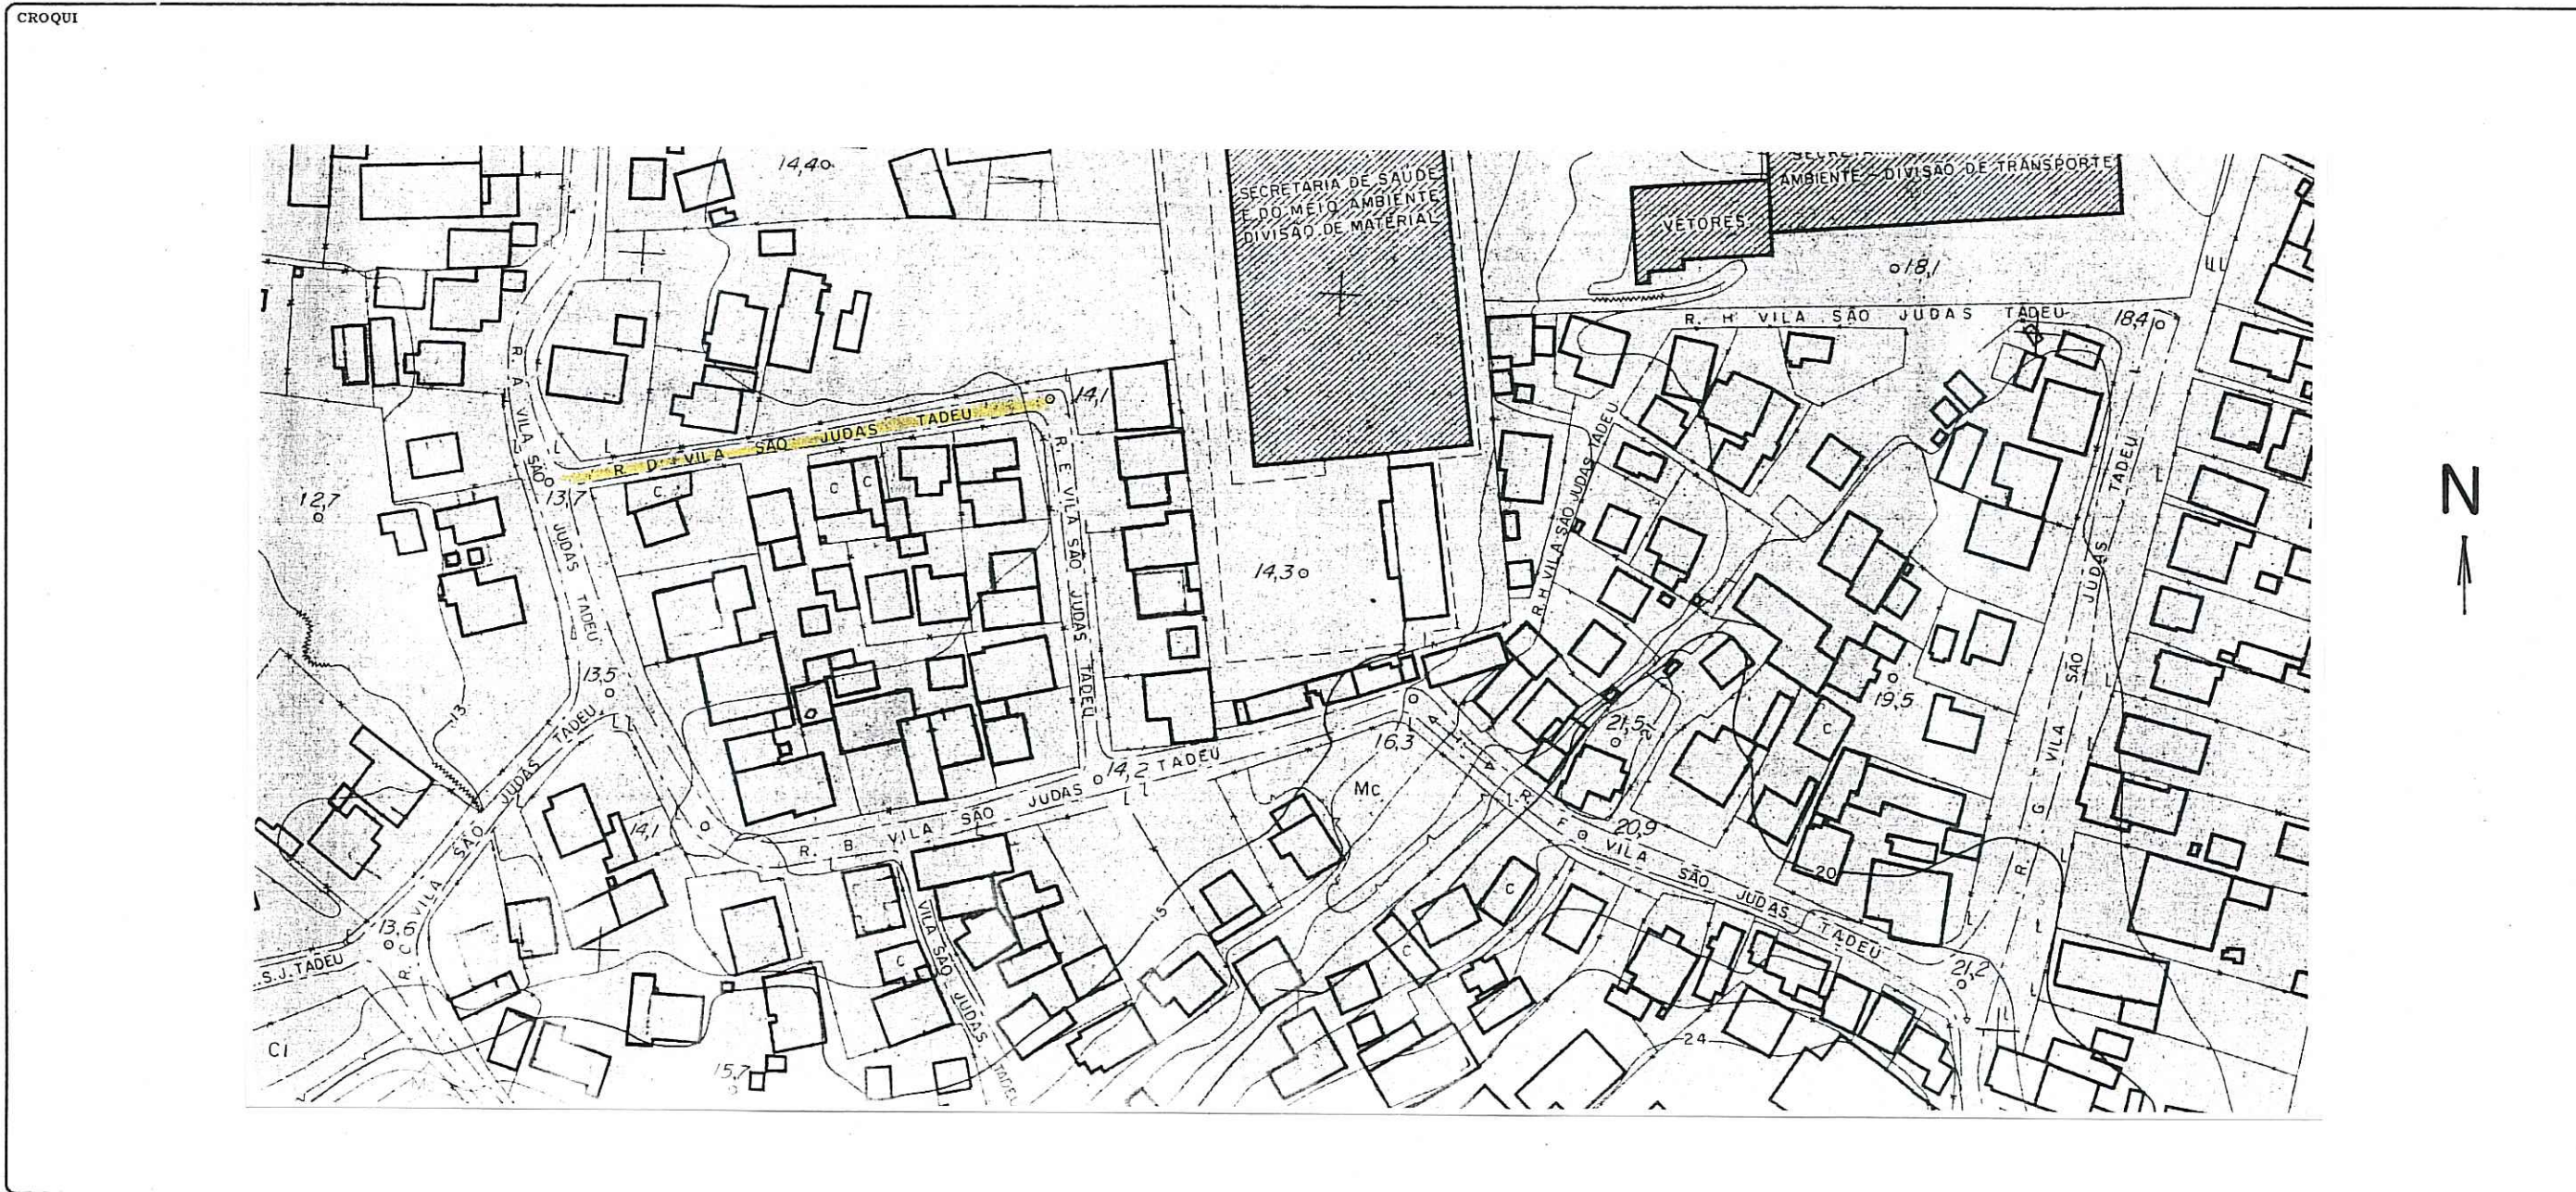 CROQUI
14,4
SECRETARIA DE SAÚDE
E DO MEIO AMBIENTE
DIVISÃO DE MATERIAL
AMBIENTE - DIVISÃO DE TRANSPORTE
VETORES
18,1
R. H VILA SÃO JUDAS TADEU
18,4
R. A VILA SÃO JUDAS TADEU
14,1
R. D VILA SÃO JUDAS TADEU
13,7
R. E VILA SÃO JUDAS TADEU
R. H VILA SÃO JUDAS TADEU
R. G VILA SÃO JUDAS TADEU
N
12,7
C
C
C
14,3
13,5
13
19,5
21,5
C
16,3
14,2
R. B VILA SÃO JUDAS TADEU
Mc
14,1
R. F VILA SÃO JUDAS TADEU
20,9
20
15
C
C
C
13,6
R. C VILA SÃO JUDAS TADEU
S. J. TADEU
VILA SÃO JUDAS TADEU
21,2
24
CI
15,7